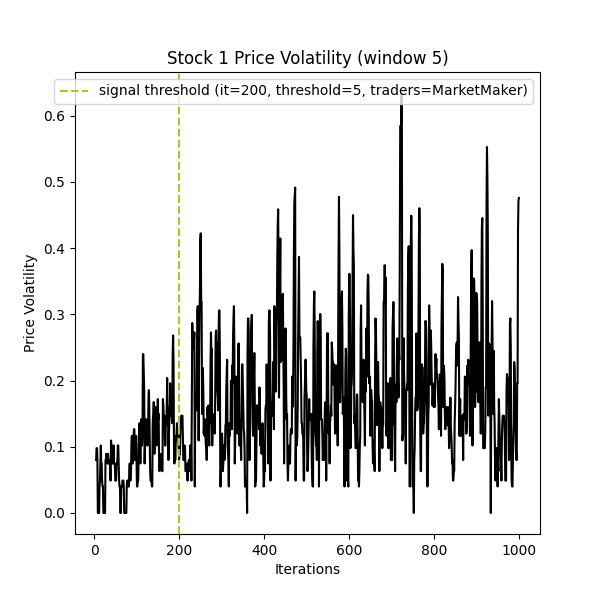 Stock 1 Price Volatility (window 5)
signal threshold (it=200, threshold=5, traders=MarketMaker)
0.6
0.5
0.4
0.3
0.2
0.1
0.0
Price Volatility
0 200 400 600 800 1000
Iterations